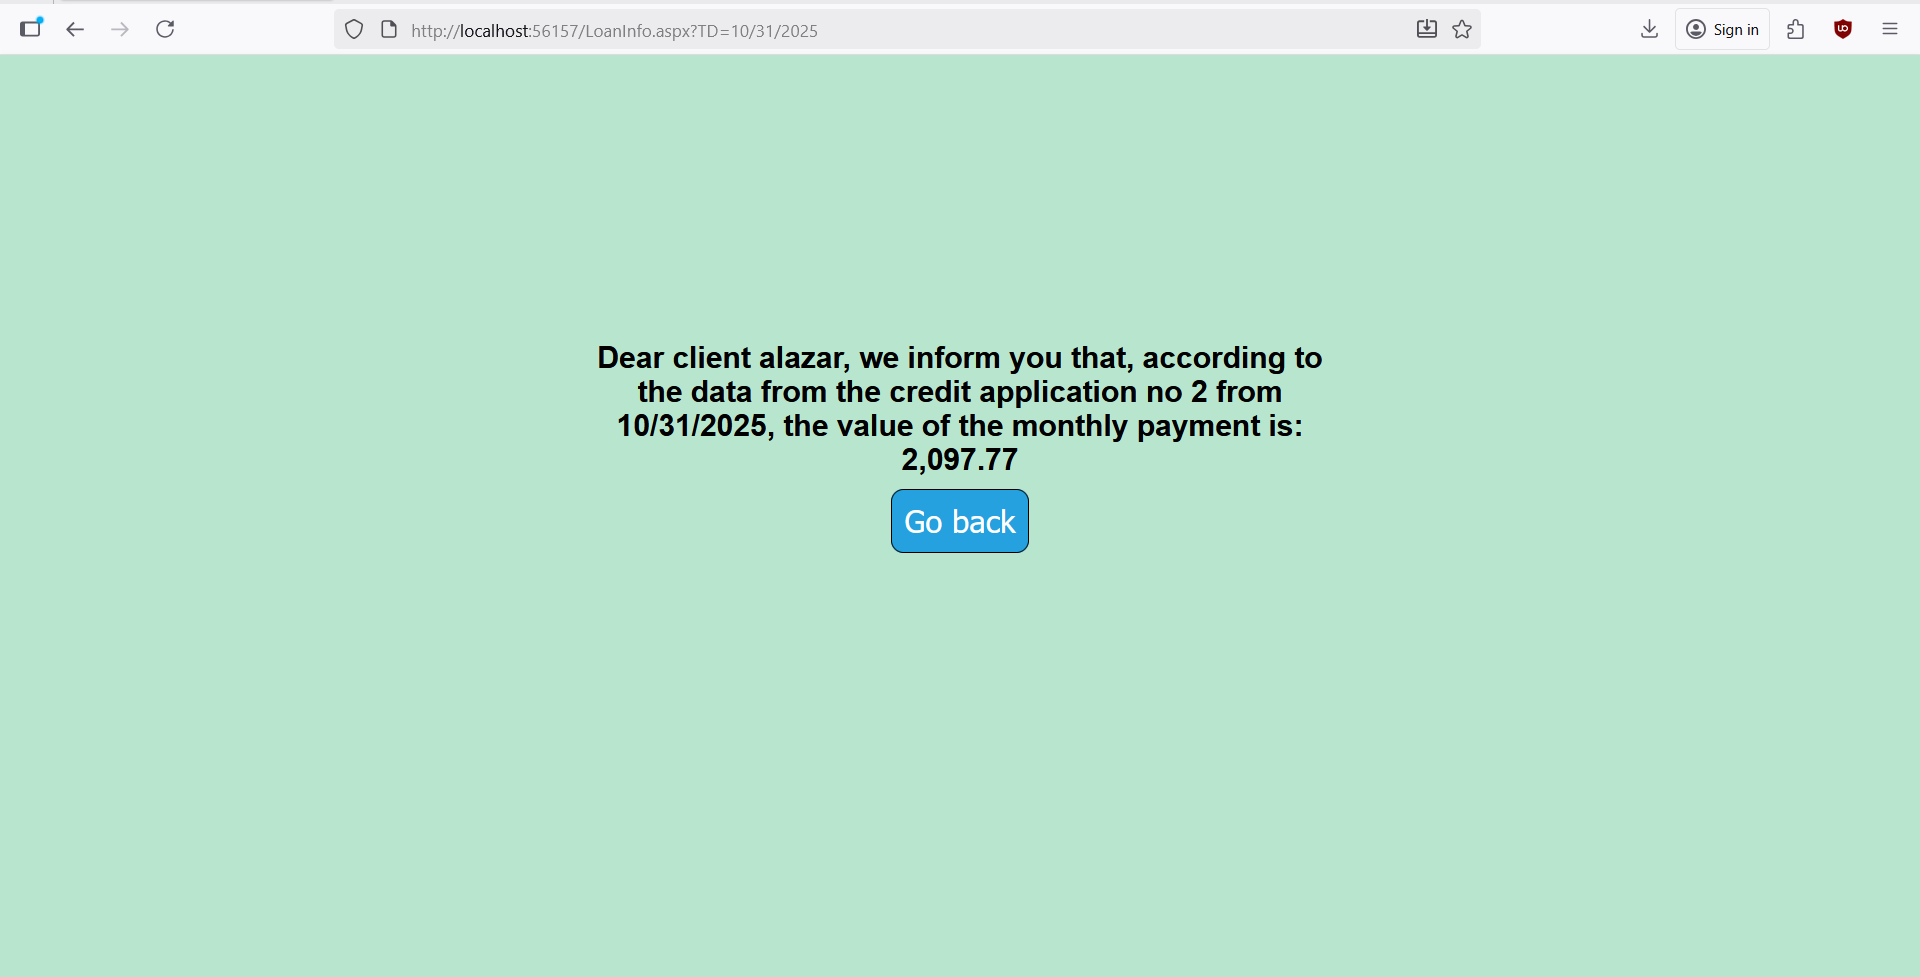 http://localhost:56157/LoanInfo.aspx?TD=10/31/2025
Sign in
Dear client alazar, we inform you that, according to
the data from the credit application no 2 from
10/31/2025, the value of the monthly payment is:
2,097.77
Go back